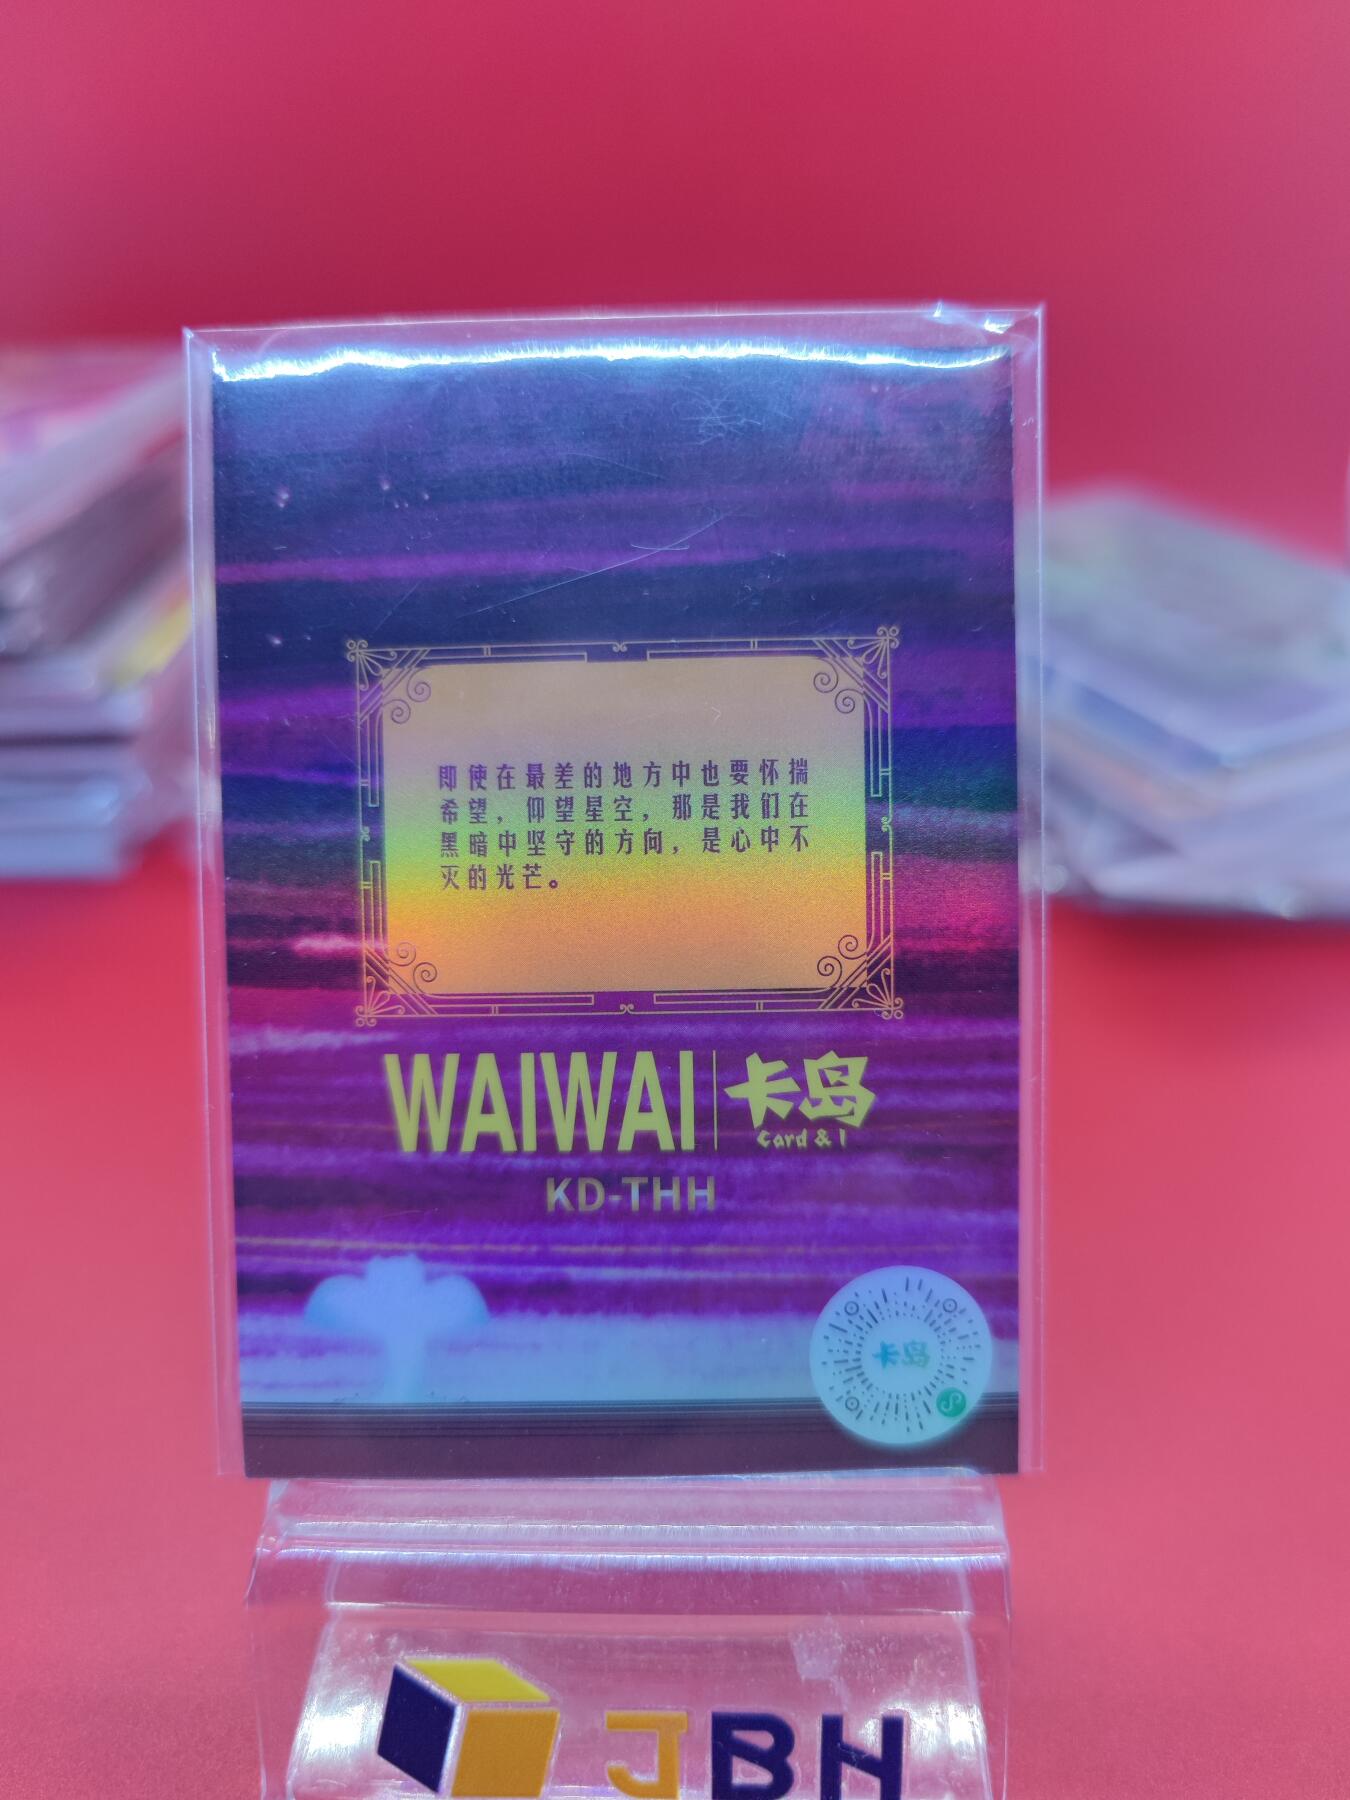 即使在最差的地方中也要怀揣
希望，仰望星空，那是我们在
黑暗中坚守的方向，是心中不
灭的光芒。
WAIWAI
卡岛
Card & I
KD-THH
卡岛
JBH